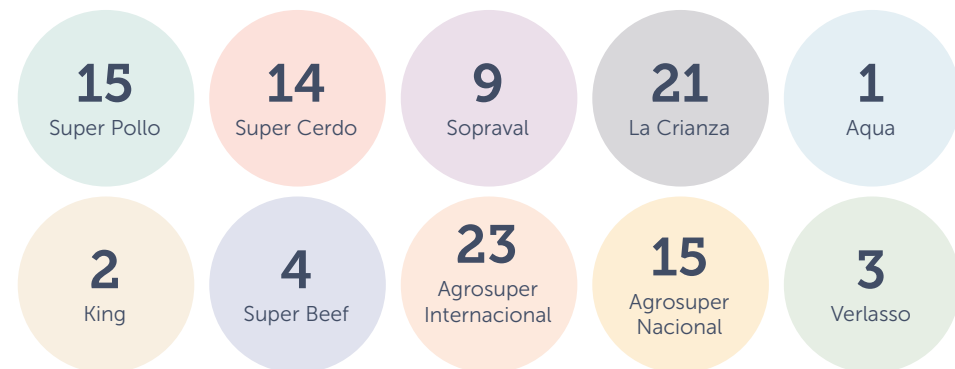 15
Super Pollo
14
Super Cerdo
9
Sopraval
21
La Crianza
1
Aqua
2
King
4
Super Beef
23
Agrosuper
Internacional
15
Agrosuper
Nacional
3
Verlasso